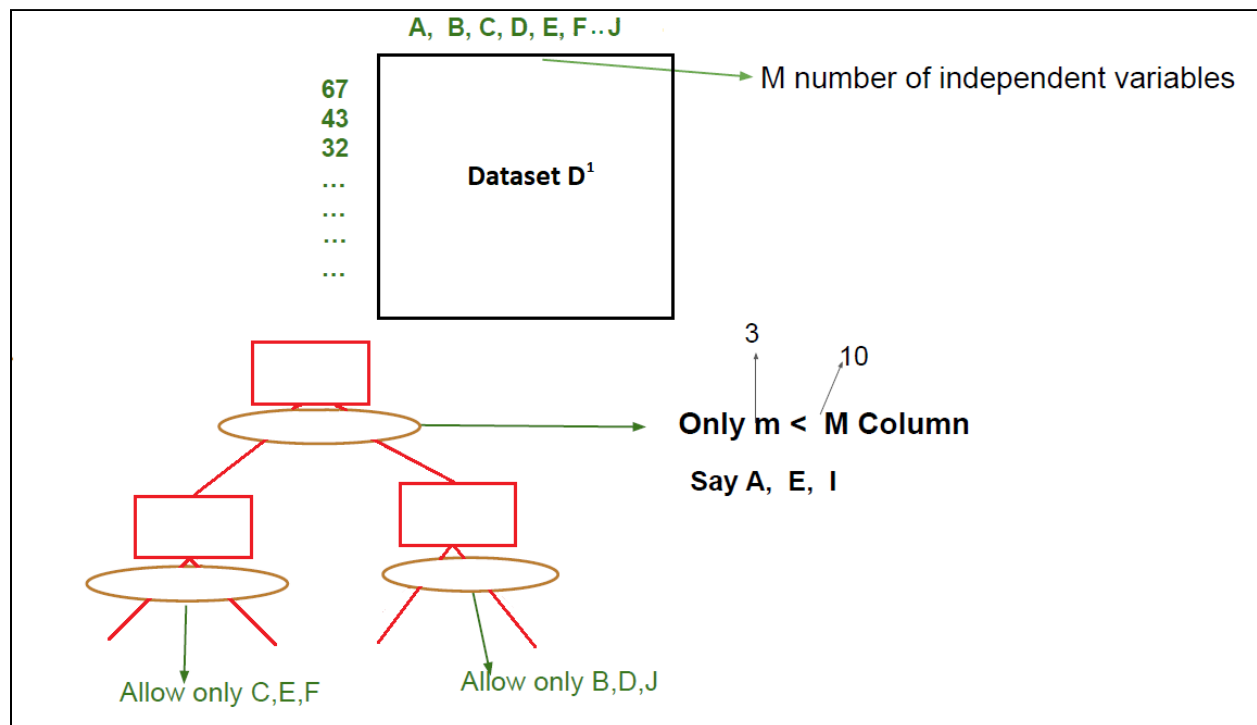 A, B, C, D, E, F..J
M number of independent variables
67
43
32
...
...
...
...
Dataset D¹
3
10
Only m < M Column
Say A, E, I
Allow only C,E,F
Allow only B,D,J